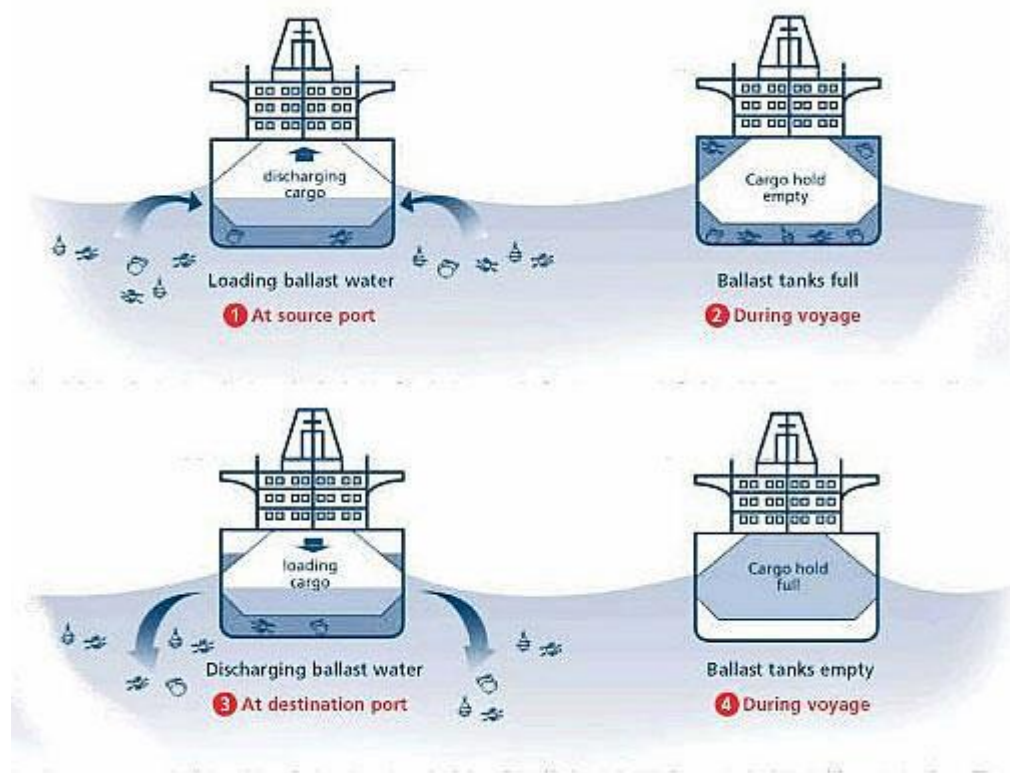 discharging
cargo
Loading ballast water
1 At source port
Cargo hold
empty
Ballast tanks full
2 During voyage
loading
cargo
Discharging ballast water
3 At destination port
Cargo hold
full
Ballast tanks empty
4 During voyage